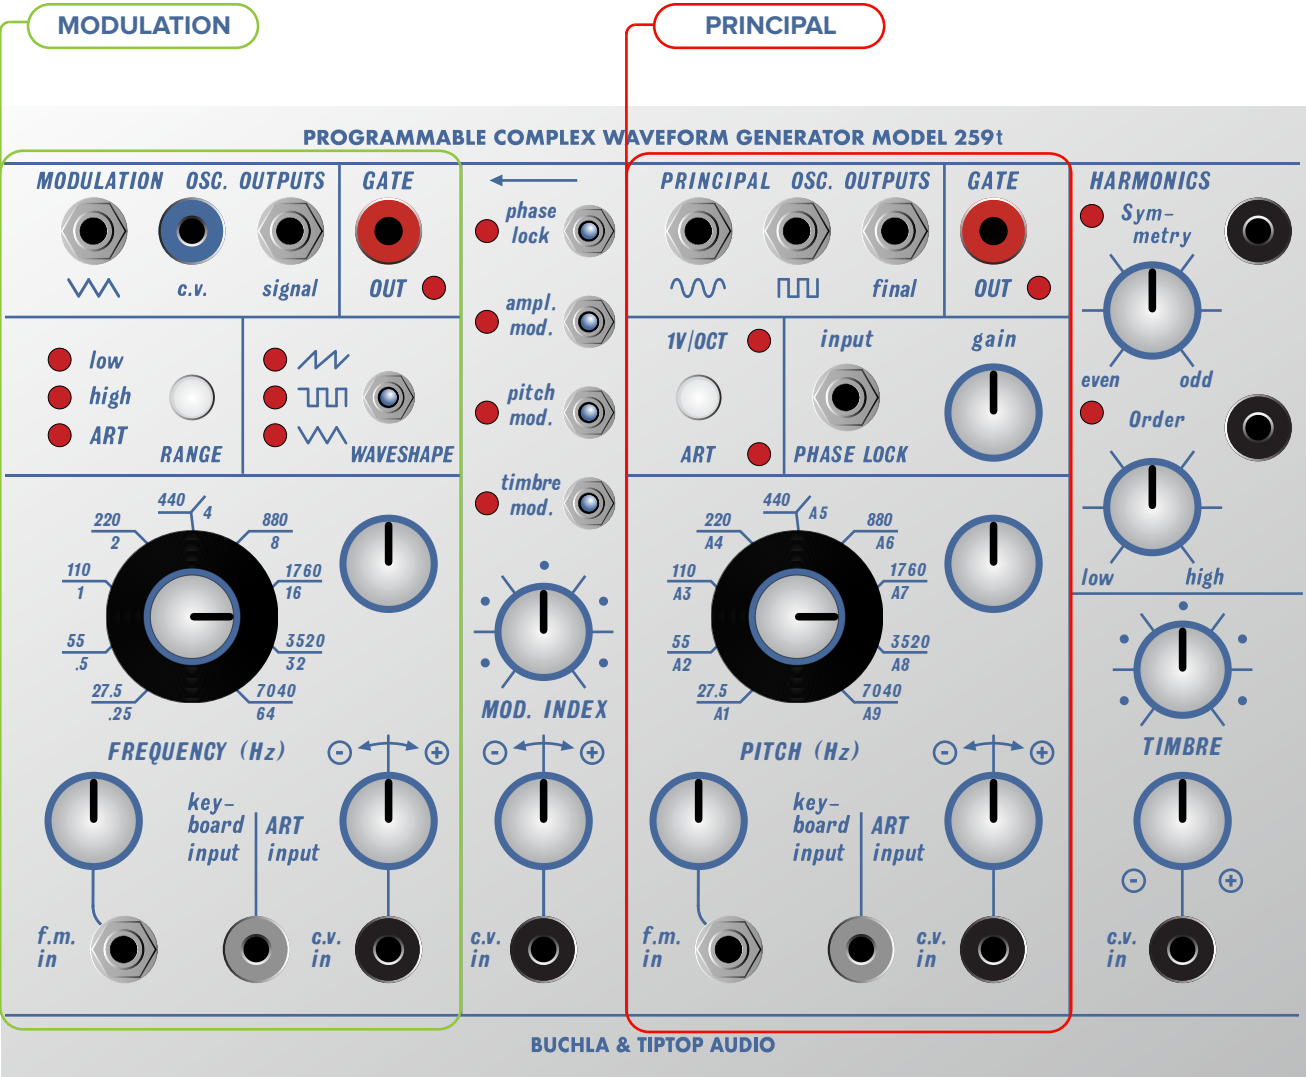 MODULATION
PRINCIPAL
PROGRAMMABLE COMPLEX WAVEFORM GENERATOR MODEL 259t
MODULATION OSC. OUTPUTS
c.v.
signal
GATE
OUT
low
high
ART
RANGE
WAVESHAPE
440
4
220
2
880
8
110
1
1760
16
55
.5
3520
32
27.5
.25
7040
64
FREQUENCY (Hz)
- +
key-
board
input
ART
input
f.m.
in
c.v.
in
phase
lock
ampl.
mod.
pitch
mod.
timbre
mod.
MOD. INDEX
- +
c.v.
in
PRINCIPAL OSC. OUTPUTS
final
GATE
OUT
1V/OCT
ART
input
PHASE LOCK
gain
440
A5
220
A4
880
A6
110
A3
1760
A7
55
A2
3520
A8
27.5
A1
7040
A9
PITCH (Hz)
- +
key-
board
input
ART
input
f.m.
in
c.v.
in
HARMONICS
Sym-
metry
even odd
Order
low high
TIMBRE
- +
c.v.
in
BUCHLA & TIPTOP AUDIO